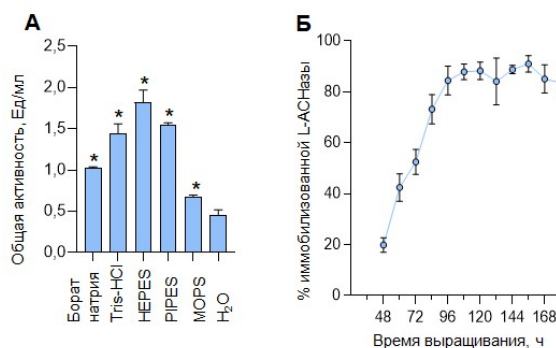 А
Общая активность, Ед/мл
2,5
2,0
1,5
1,0
0,5
0,0
*
*
*
*
*
Борат
натрия
Tris-HCl
HEPES
PIPES
MOPS
H₂O
Б
% иммобилизованной L-АСНазы
100
80
60
40
20
0
48
72
96
120
144
168
Время выращивания, ч